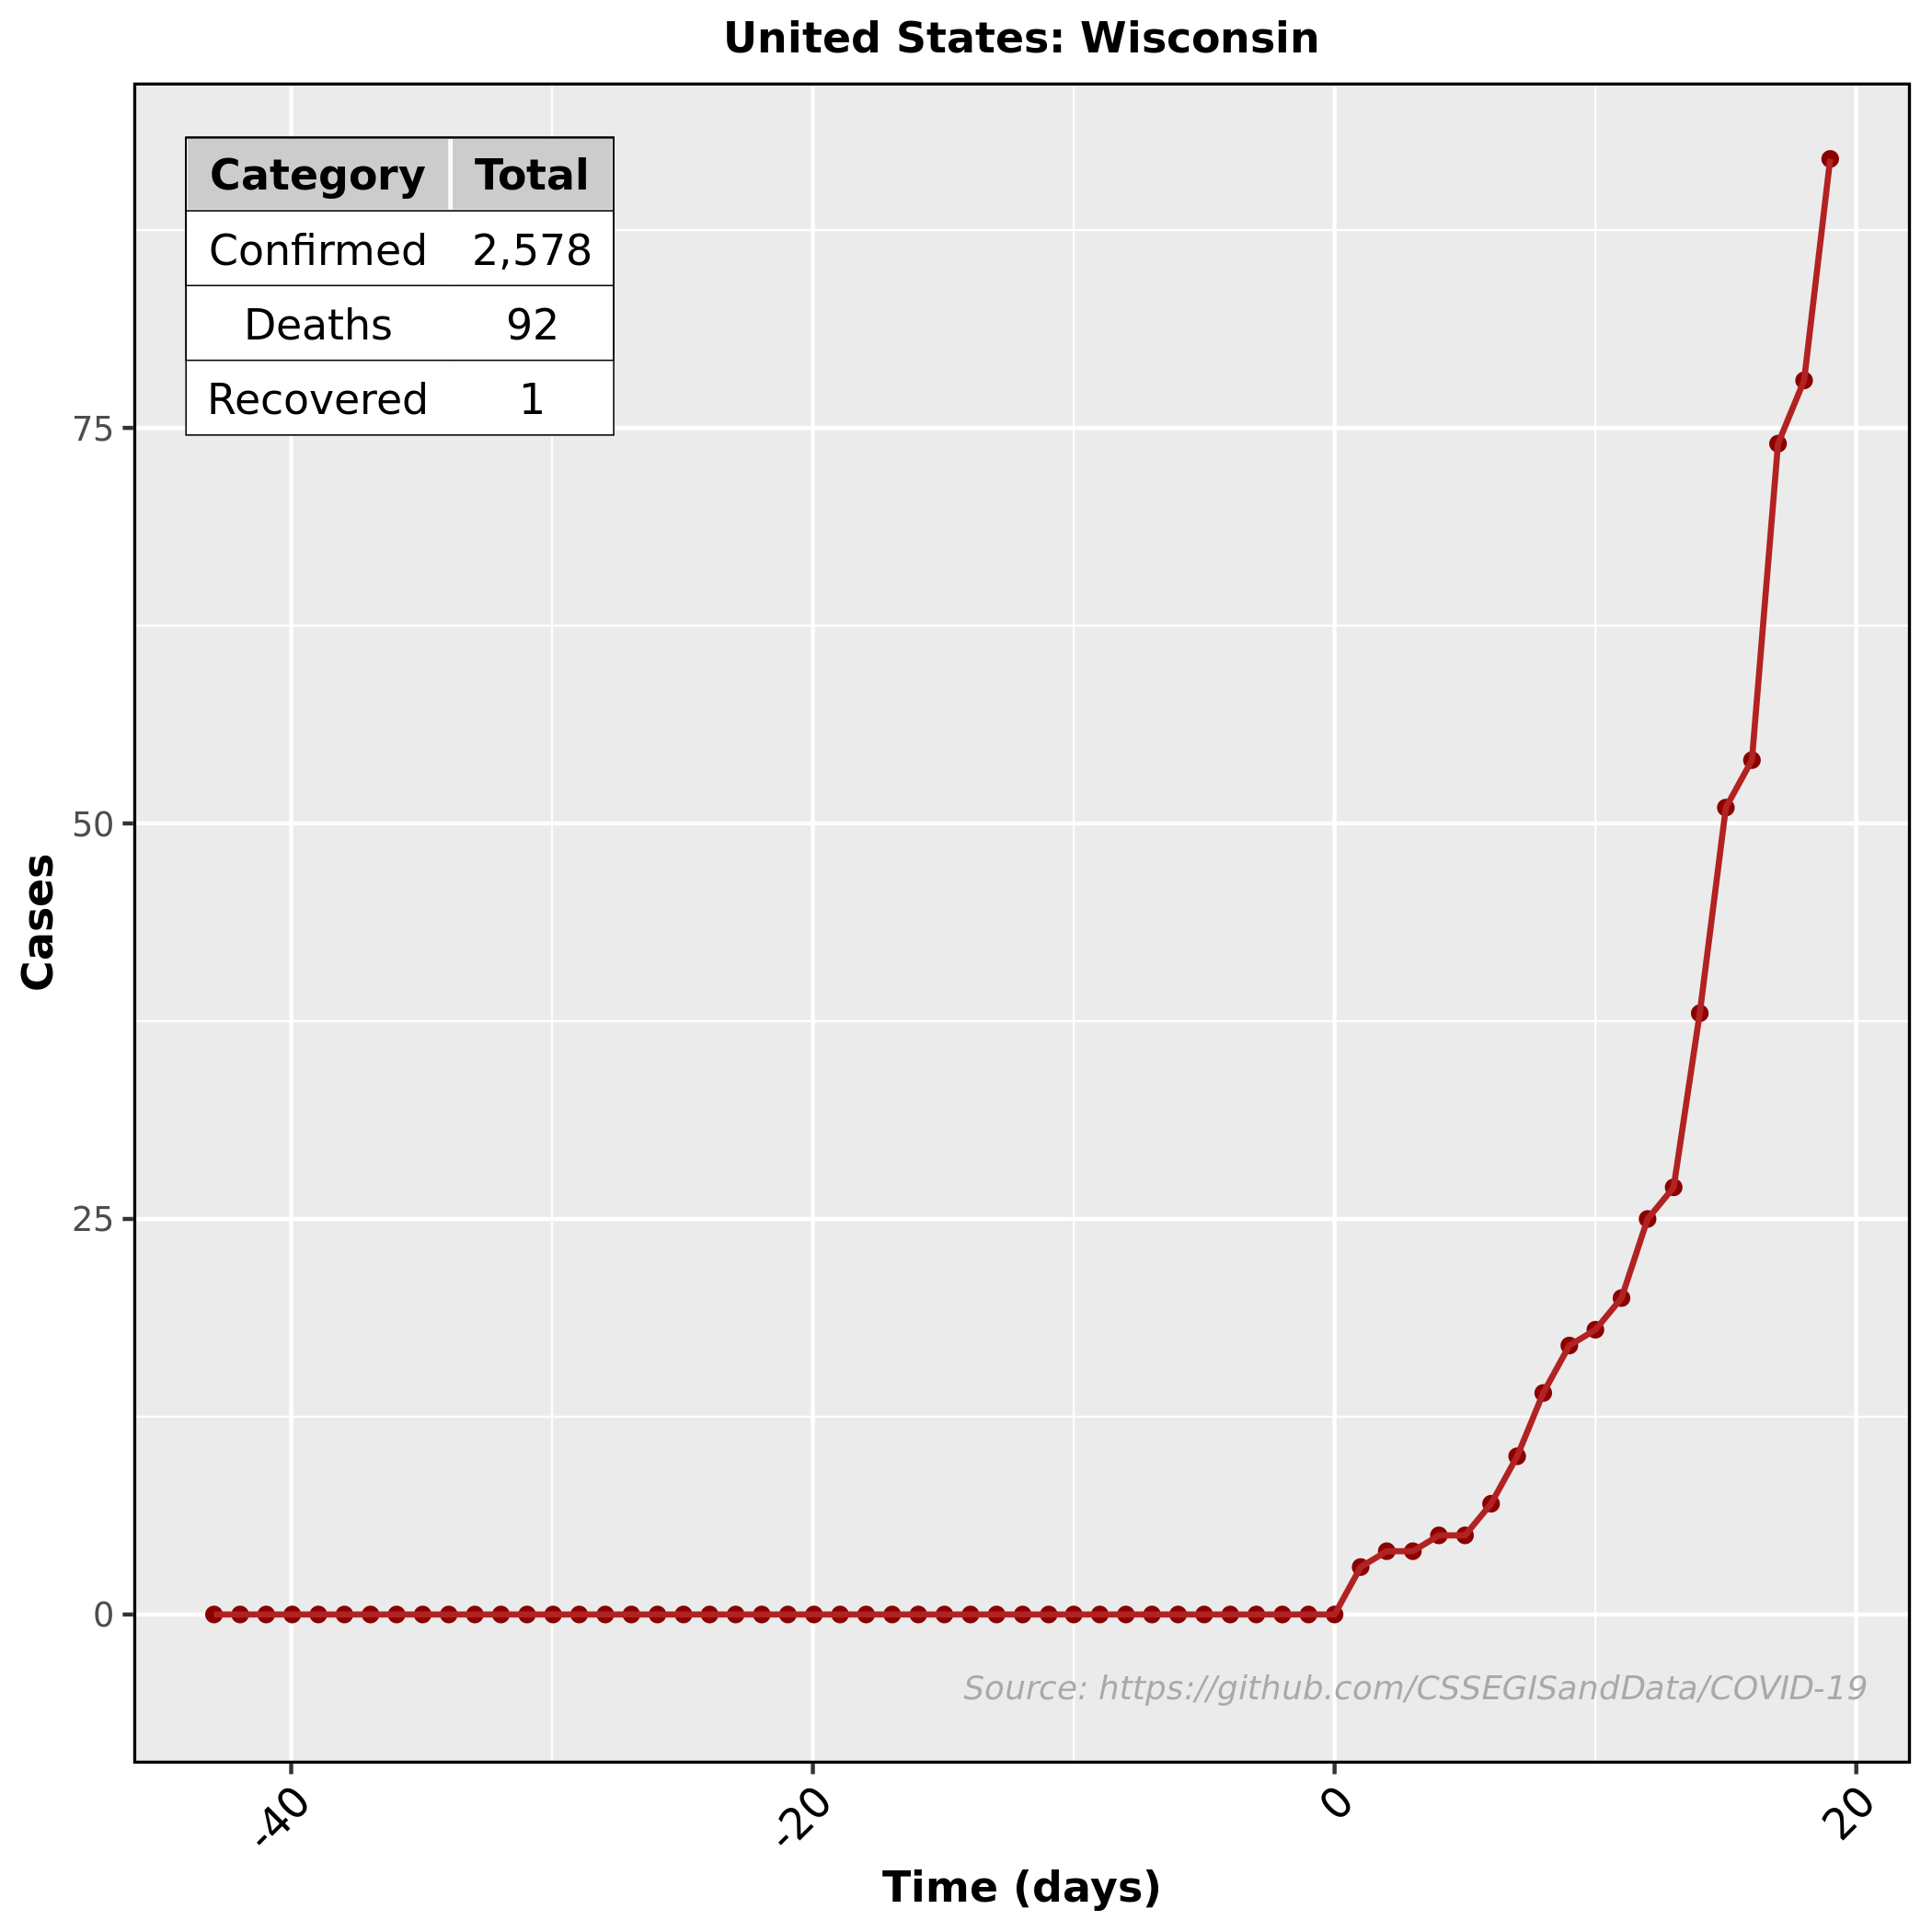 United States: Wisconsin
Category Total
Confirmed 2,578
Deaths 92
Recovered 1
75
50
25
0
Cases
Source: https://github.com/CSSEGISandData/COVID-19
-40 -20 0 20
Time (days)